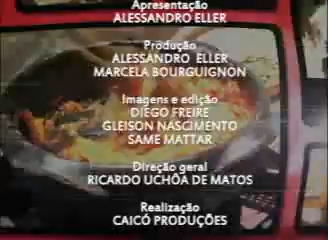 Apresentação
ALESSANDRO ELLER
Produção
ALESSANDRO ELLER
MARCELA BOURGUIGNON
Imagens e edição
DIEGO FREIRE
GLEISON NASCIMENTO
SAME MATTAR
Direção geral
RICARDO UCHÔA DE MATOS
Realização
CAICÓ PRODUÇÕES